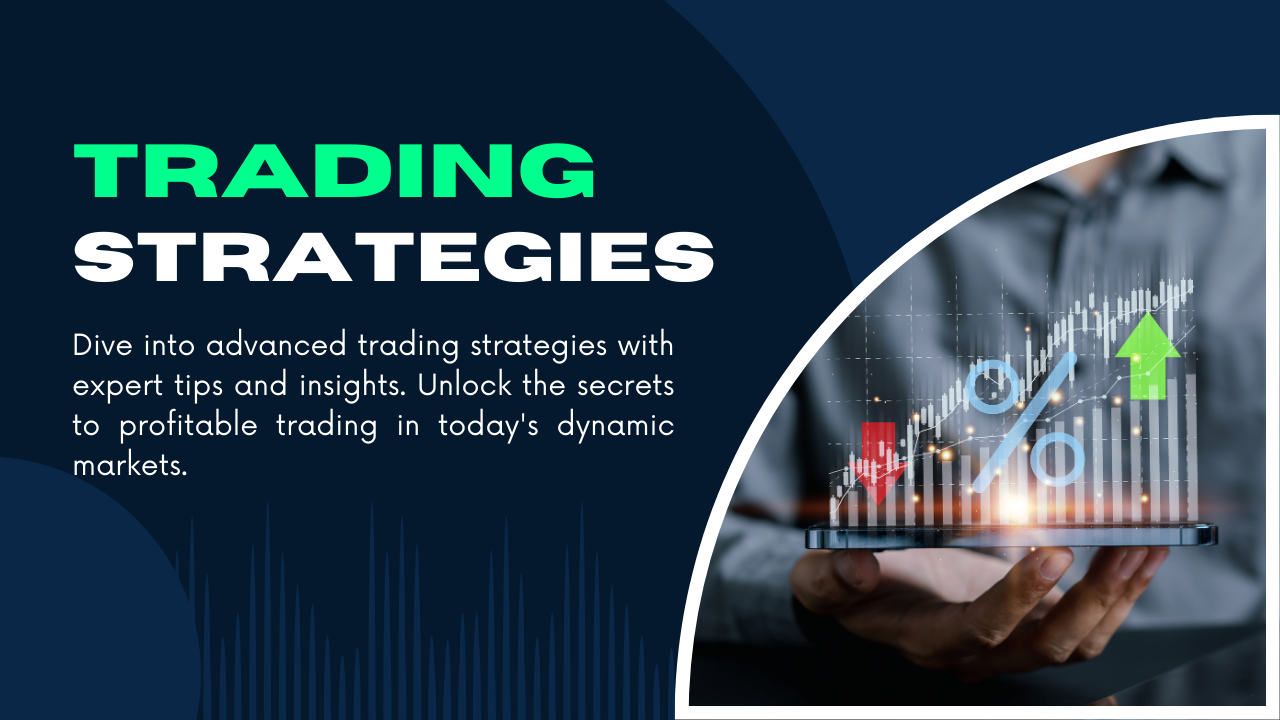 TRADING
STRATEGIES
Dive into advanced trading strategies with
expert tips and insights. Unlock the secrets
to profitable trading in today's dynamic
markets.
%